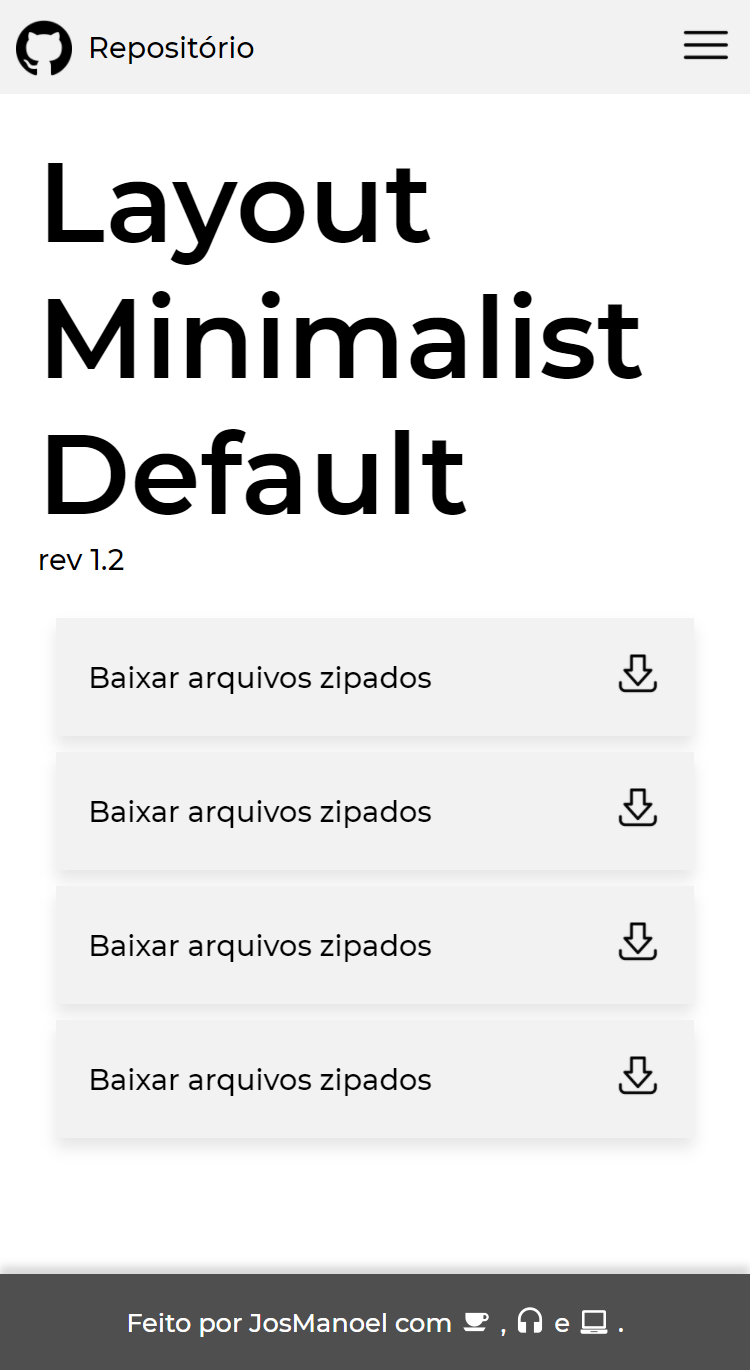 Repositório
Layout
Minimalist
Default
rev 1.2
Baixar arquivos zipados
Baixar arquivos zipados
Baixar arquivos zipados
Baixar arquivos zipados
Feito por JosManoel com , e .